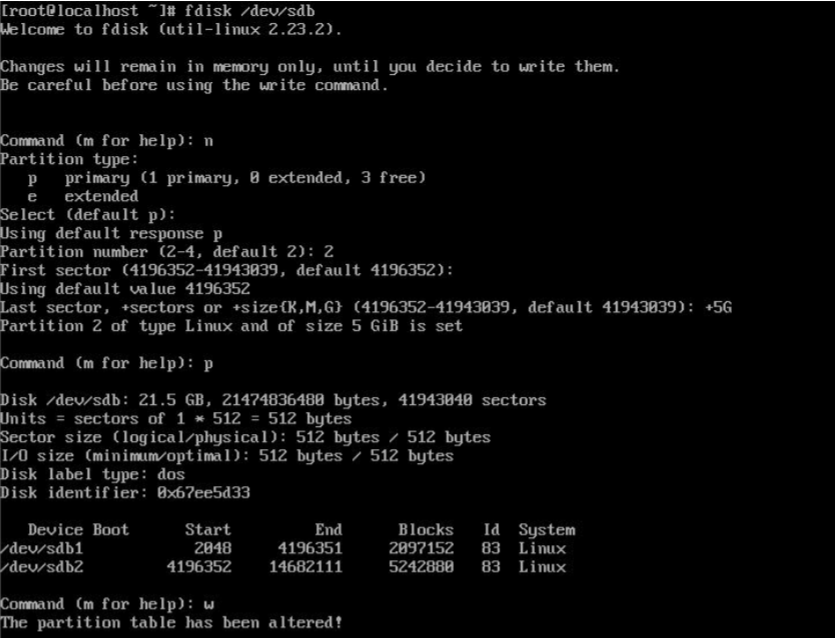 [root@localhost ~]# fdisk /dev/sdb
Welcome to fdisk (util-linux 2.23.2).
Changes will remain in memory only, until you decide to write them.
Be careful before using the write command.
Command (m for help): n
Partition type:
   p   primary (1 primary, 0 extended, 3 free)
   e   extended
Select (default p):
Using default response p
Partition number (2-4, default 2): 2
First sector (4196352-41943039, default 4196352):
Using default value 4196352
Last sector, +sectors or +size{K,M,G} (4196352-41943039, default 41943039): +5G
Partition 2 of type Linux and of size 5 GiB is set
Command (m for help): p
Disk /dev/sdb: 21.5 GB, 21474836480 bytes, 41943040 sectors
Units = sectors of 1 * 512 = 512 bytes
Sector size (logical/physical): 512 bytes / 512 bytes
I/O size (minimum/optimal): 512 bytes / 512 bytes
Disk label type: dos
Disk identifier: 0x67ee5d33
   Device Boot      Start         End      Blocks   Id  System
/dev/sdb1            2048     4196351     2097152   83  Linux
/dev/sdb2         4196352    14682111     5242880   83  Linux
Command (m for help): w
The partition table has been altered!